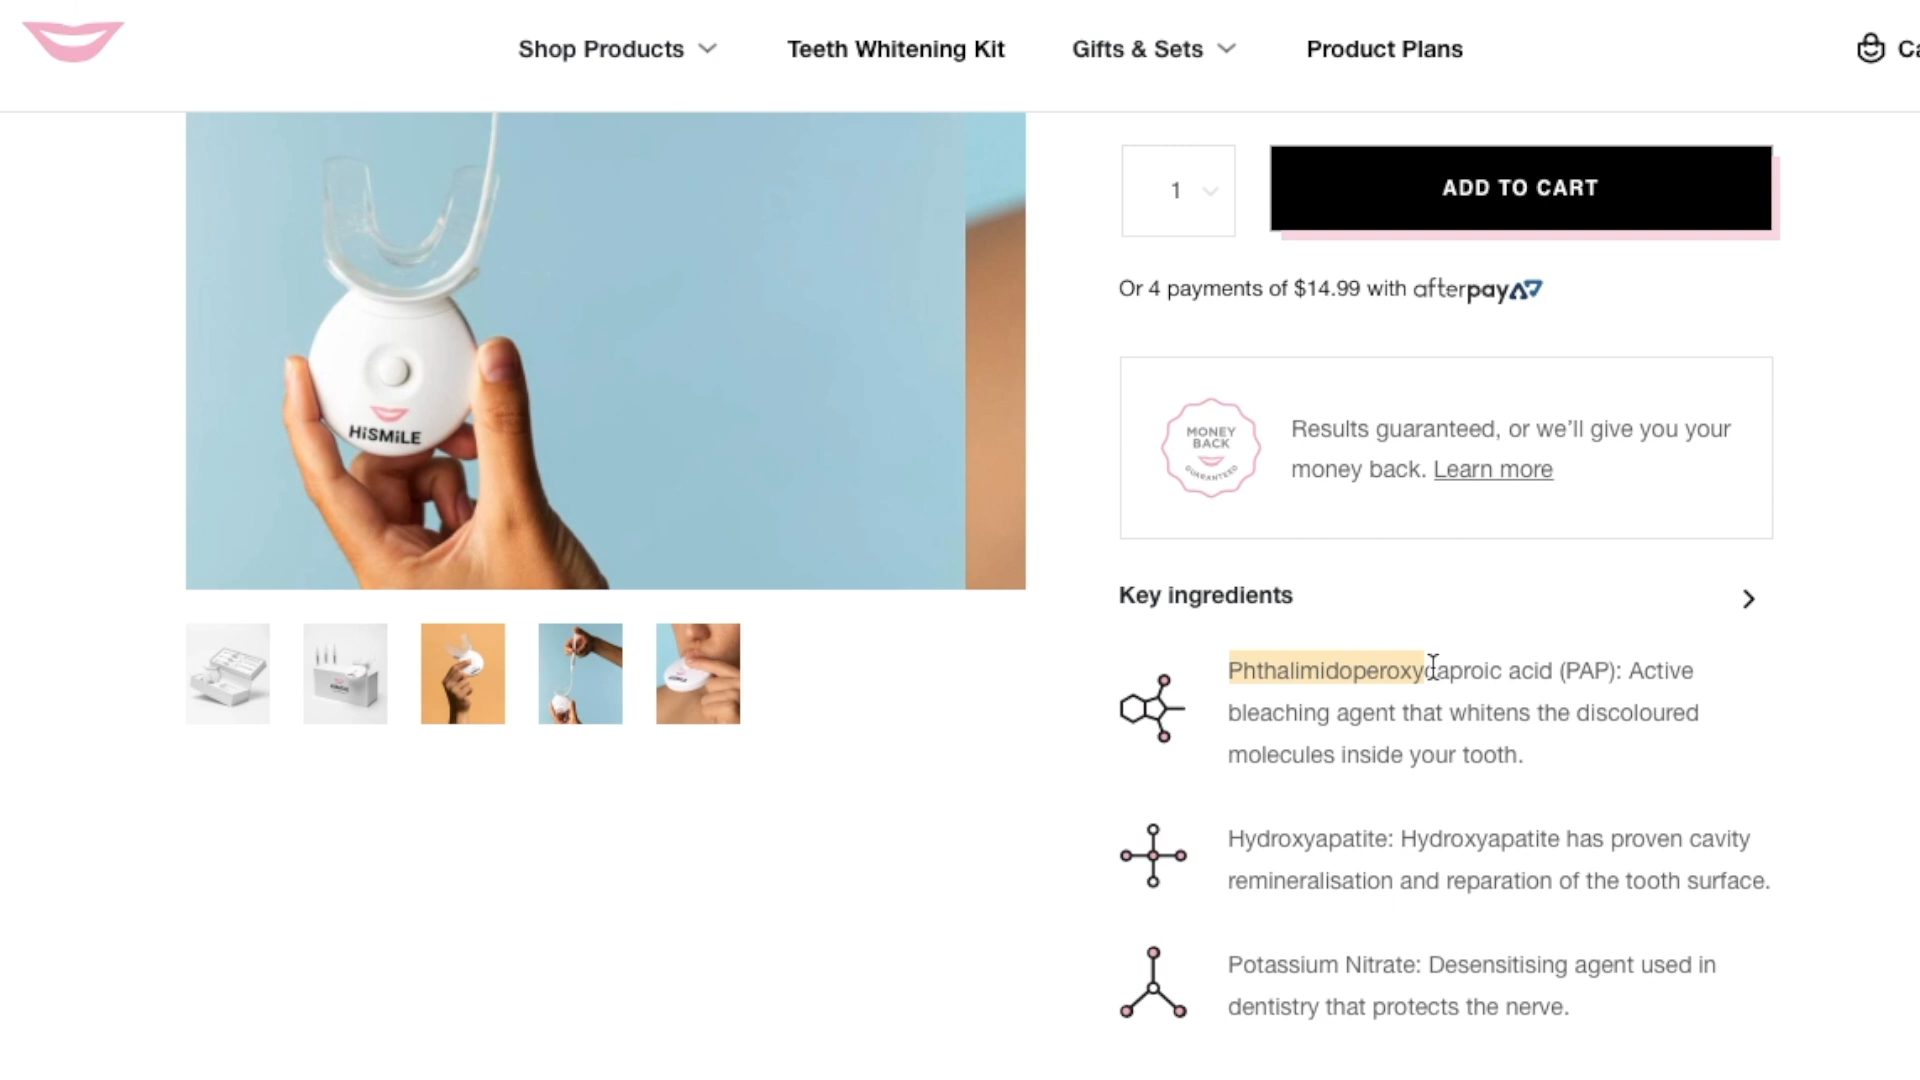 Shop Products
Teeth Whitening Kit
Gifts & Sets
Product Plans
1
ADD TO CART
Or 4 payments of $14.99 with afterpay
HiSMiLE
MONEY
BACK
GUARANTEED
Results guaranteed, or we'll give you your
money back. Learn more
Key ingredients
Phthalimidoperoxycaproic acid (PAP): Active
bleaching agent that whitens the discoloured
molecules inside your tooth.
Hydroxyapatite: Hydroxyapatite has proven cavity
remineralisation and reparation of the tooth surface.
Potassium Nitrate: Desensitising agent used in
dentistry that protects the nerve.